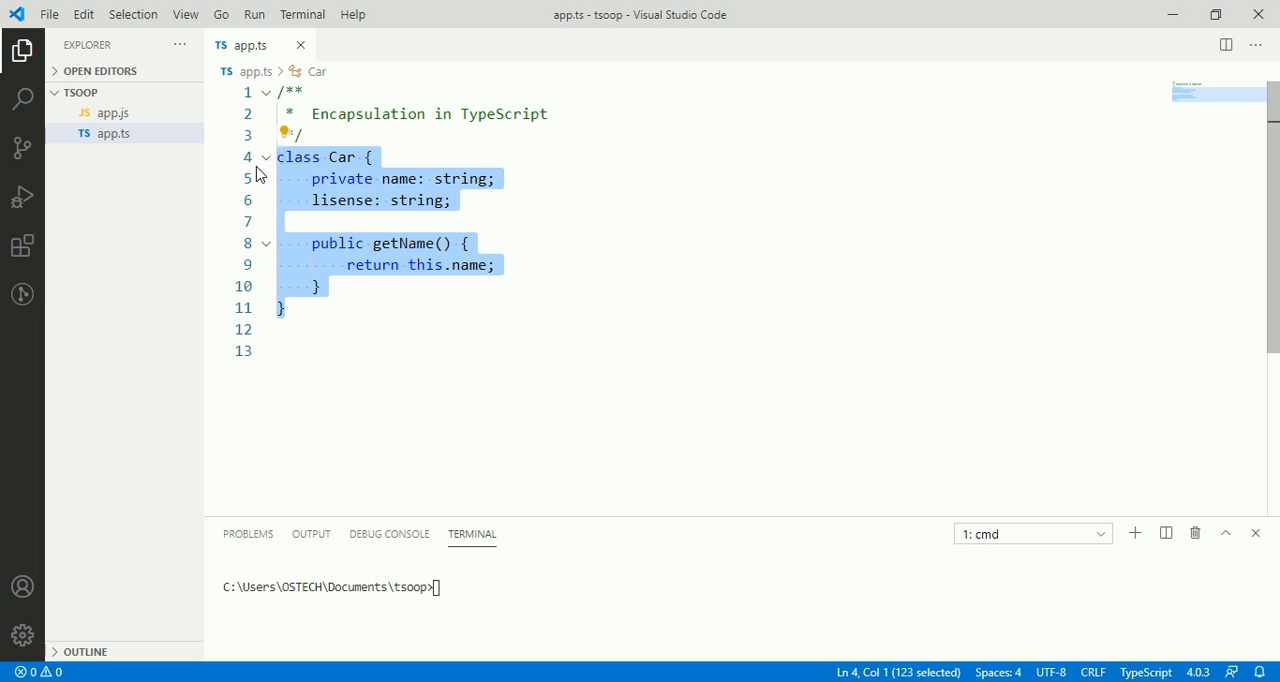 File Edit Selection View Go Run Terminal Help
app.ts - tsoop - Visual Studio Code
EXPLORER
OPEN EDITORS
TSOOP
JS app.js
TS app.ts
OUTLINE
TS app.ts
TS app.ts > Car
1 /**
2 * Encapsulation in TypeScript
3 */
4 class Car {
5 private name: string;
6 lisense: string;
7
8 public getName() {
9 return this.name;
10 }
11 }
12
13
PROBLEMS OUTPUT DEBUG CONSOLE TERMINAL
1: cmd
C:\Users\OSTECH\Documents\tsoop>
0 0
Ln 4, Col 1 (123 selected) Spaces: 4 UTF-8 CRLF TypeScript 4.0.3